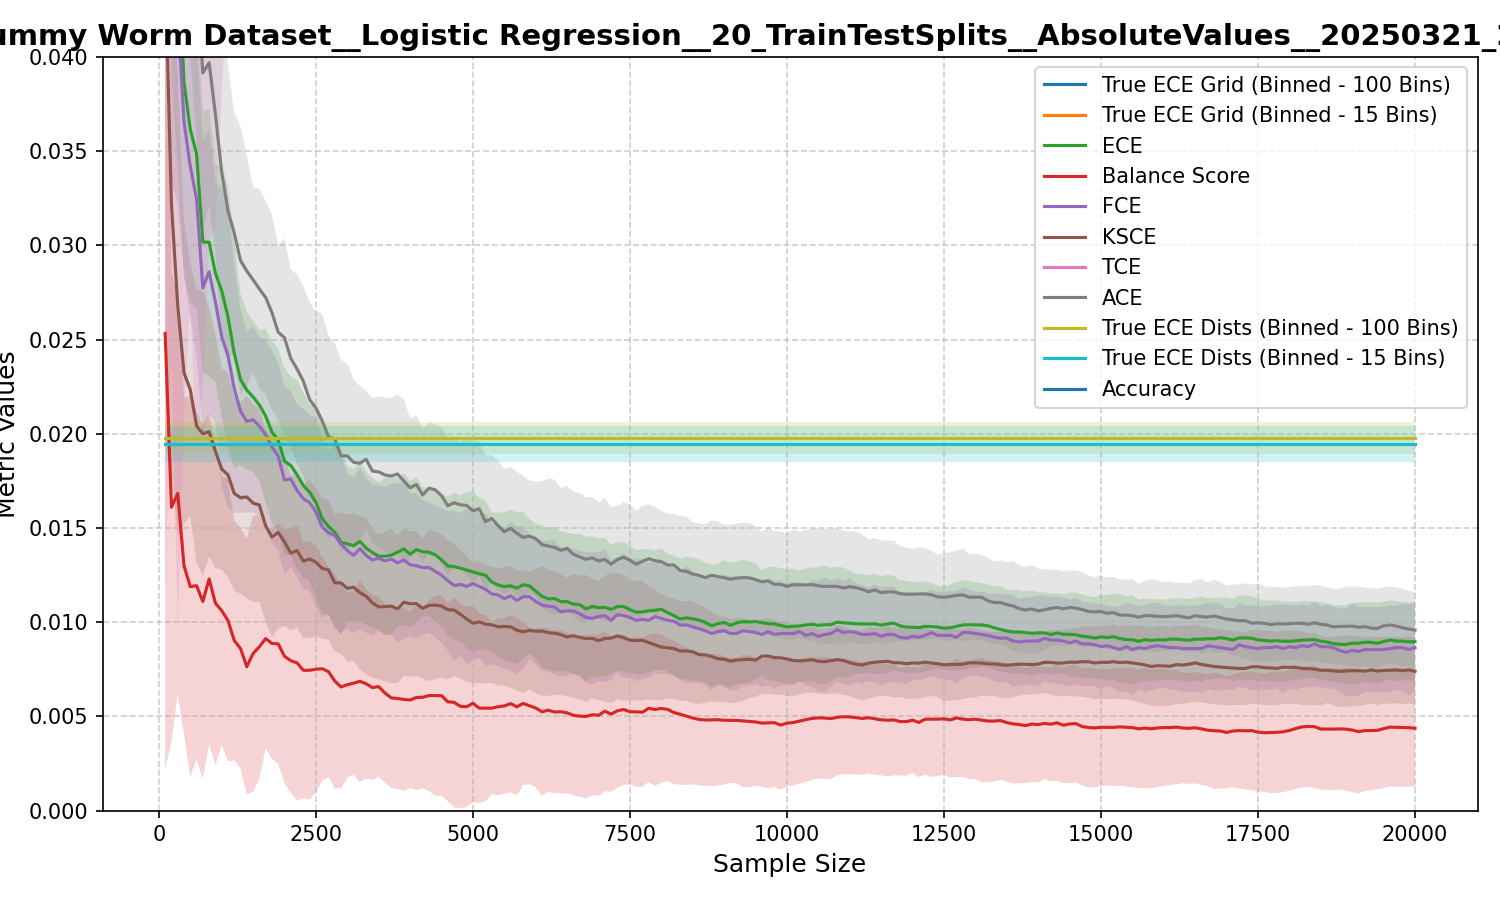 ummy Worm Dataset__Logistic Regression__20_TrainTestSplits__AbsoluteValues__20250321_
0.040
0.035
0.030
0.025
0.020
0.015
0.010
0.005
0.000
Metric Values
0 2500 5000 7500 10000 12500 15000 17500 20000
Sample Size
True ECE Grid (Binned - 100 Bins)
True ECE Grid (Binned - 15 Bins)
ECE
Balance Score
FCE
KSCE
TCE
ACE
True ECE Dists (Binned - 100 Bins)
True ECE Dists (Binned - 15 Bins)
Accuracy